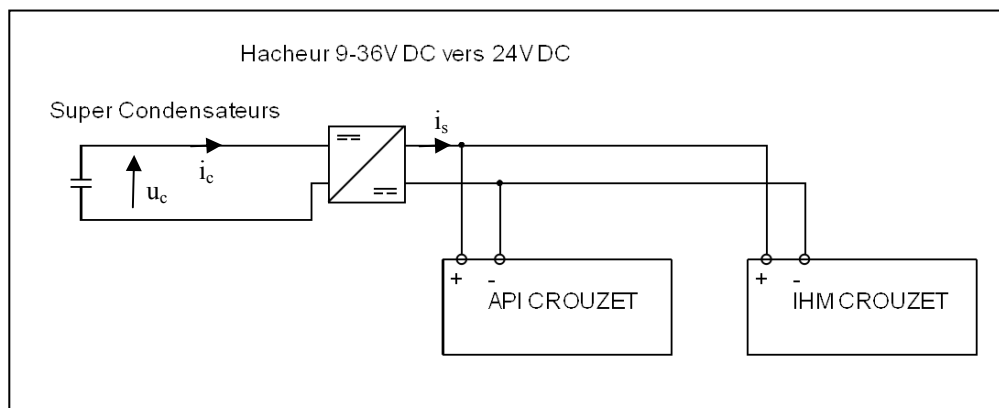 Hacheur 9-36V DC vers 24V DC
Super Condensateurs
i_s
i_c
u_c
+ -
API CROUZET
+ -
IHM CROUZET